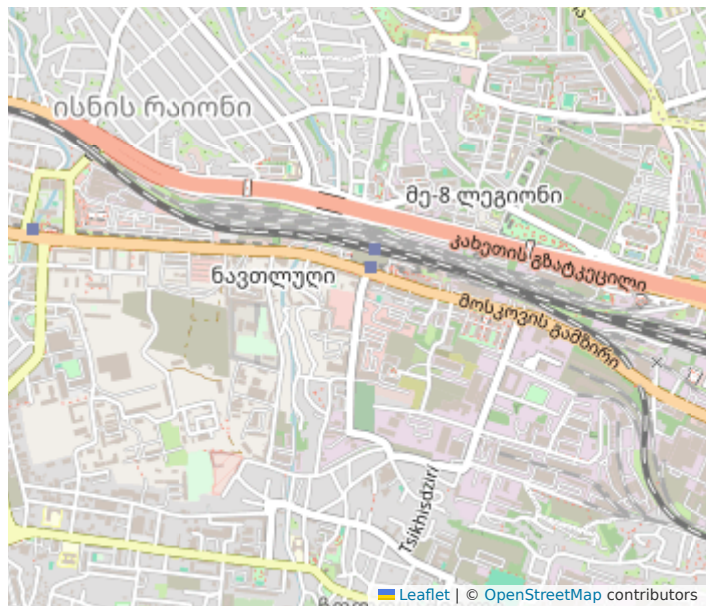 ისნის რაიონი
მე-8 ლეგიონი
კახეთის გზატკეცილი
ნავთლუღი
მოსკოვის გამზირი
Tsikhisdziri
Leaflet | © OpenStreetMap contributors